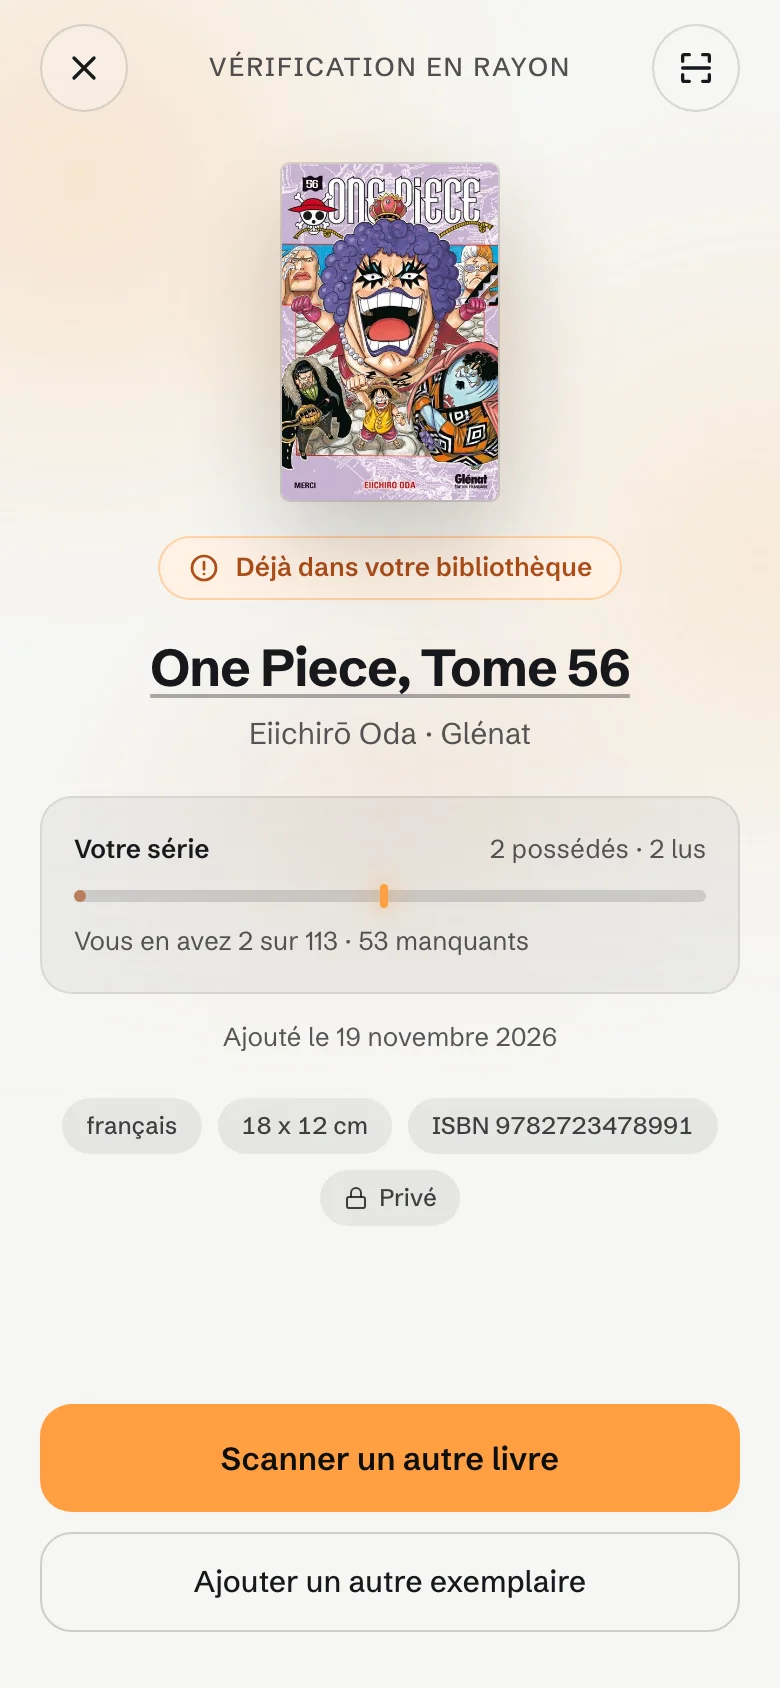 VÉRIFICATION EN RAYON
56
ONE PIECE
MERCI
EIICHIRO ODA
Glénat
ÉDITION FRANÇAISE
Déjà dans votre bibliothèque
One Piece, Tome 56
Eiichirō Oda · Glénat
Votre série
2 possédés · 2 lus
Vous en avez 2 sur 113 · 53 manquants
Ajouté le 19 novembre 2026
français
18 x 12 cm
ISBN 9782723478991
Privé
Scanner un autre livre
Ajouter un autre exemplaire